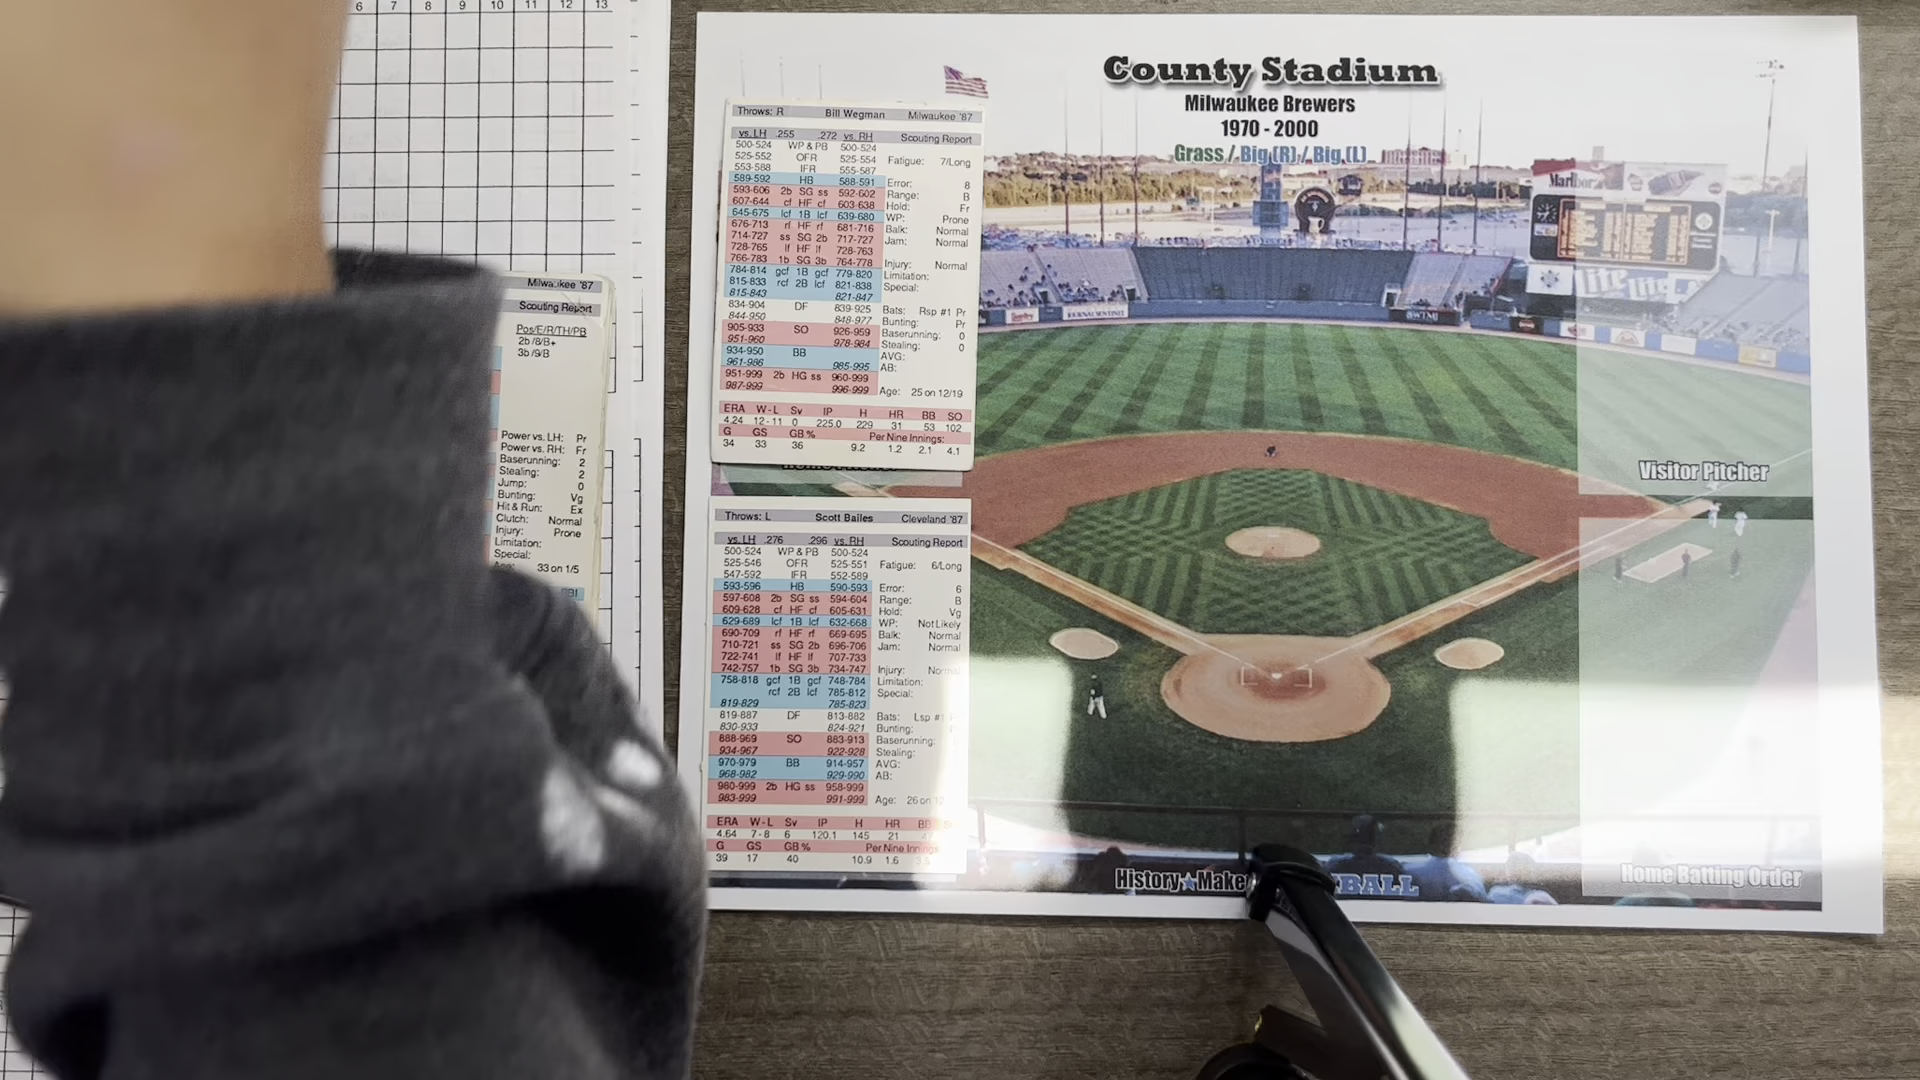 6 7 8 9 10 11 12 13
County Stadium
Milwaukee Brewers
1970 - 2000
Grass / Big (R) / Big (L)
Marlboro
Lite
Throws: R Bill Wegman Milwaukee '87
vs. LH .255 .272 vs. RH Scouting Report
500-524 WP & PB 500-524
525-552 OFR 525-554 Fatigue: 7/Long
553-588 IFR 555-587
589-592 HB 588-591 Error: 8
593-606 2b SG ss 592-602 Range: B
607-644 cf HF cf 603-638 Hold: Fr
645-675 lcf 1B lcf 639-680 WP: Prone
676-713 rf HF rf 681-716 Balk: Normal
714-727 ss SG 2b 717-727 Jam: Normal
728-765 lf HF lf 728-763
766-783 1b SG 3b 764-778 Injury: Normal
784-814 gcf 1B gcf 779-820 Limitation:
815-833 rcf 2B lcf 821-838 Special:
815-843 821-847
834-904 DF 839-925 Bats: Rsp #1 Pr
844-950 848-977 Bunting: Pr
905-933 SO 926-959 Baserunning: 0
951-960 978-984 Stealing: 0
934-950 BB AVG:
961-986 985-995 AB:
951-999 2b HG ss 960-999
987-999 996-999 Age: 25 on 12/19
ERA W-L Sv IP H HR BB SO
4.24 12-11 0 225.0 229 31 53 102
G GS GB% Per Nine Innings:
34 33 36 9.2 1.2 2.1 4.1
Milwaukee '87
Scouting Report
Pos/E/R/TH/PB
2b/8/B+
3b/9/B
Power vs. LH: Pr
Power vs. RH: Fr
Baserunning: 2
Stealing: 2
Jump: 0
Bunting: Vg
Hit & Run: Ex
Clutch: Normal
Injury: Prone
Limitation:
Special:
Age: 33 on 1/5
Visitor Pitcher
Throws: L Scott Bailes Cleveland '87
vs. LH .276 .296 vs. RH Scouting Report
500-524 WP & PB 500-524
525-546 OFR 525-551 Fatigue: 6/Long
547-592 IFR 552-589
593-596 HB 590-593 Error: 6
597-608 2b SG ss 594-604 Range: B
609-628 cf HF cf 605-631 Hold: Vg
629-689 lcf 1B lcf 632-668 WP: Not Likely
690-709 rf HF rf 669-695 Balk: Normal
710-721 ss SG 2b 696-706 Jam: Normal
722-741 lf HF lf 707-733
742-757 1b SG 3b 734-747 Injury: Normal
758-818 gcf 1B gcf 748-784 Limitation:
rcf 2B lcf 785-812 Special:
819-829 785-823
819-887 DF 813-882 Bats: Lsp #1
830-933 824-921 Bunting:
888-969 SO 883-913 Baserunning:
934-967 922-928 Stealing:
970-979 BB 914-957 AVG:
968-982 929-990 AB:
980-999 2b HG ss 958-999
983-999 991-999 Age: 26 on
ERA W-L Sv IP H HR BB
4.64 7-8 6 120.1 145 21
G GS GB% Per Nine Innings
39 17 40 10.9 1.6
Home Batting Order
History Make BALL